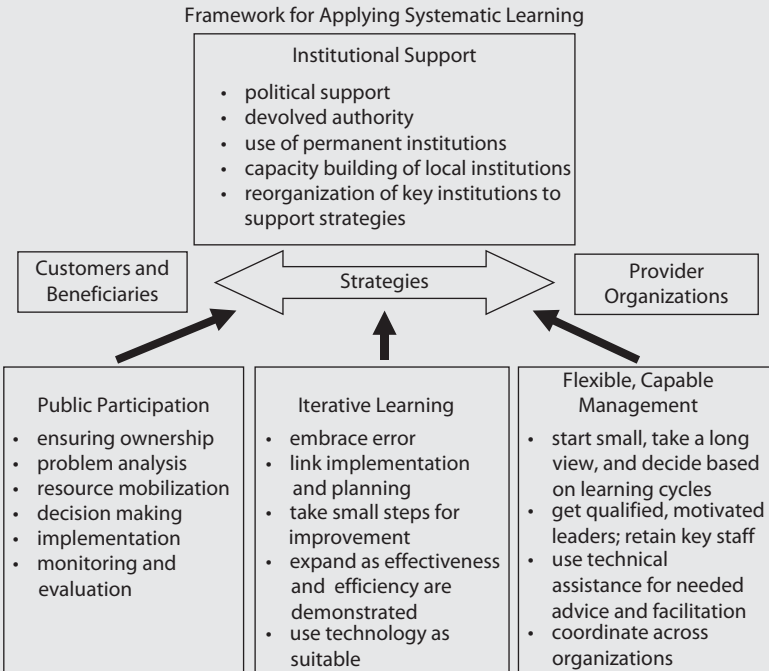 Framework for Applying Systematic Learning
Institutional Support
• political support
• devolved authority
• use of permanent institutions
• capacity building of local institutions
• reorganization of key institutions to
support strategies
Customers and
Beneficiaries
Strategies
Provider
Organizations
Public Participation
• ensuring ownership
• problem analysis
• resource mobilization
• decision making
• implementation
• monitoring and
evaluation
Iterative Learning
• embrace error
• link implementation
and planning
• take small steps for
improvement
• expand as effectiveness
and efficiency are
demonstrated
• use technology as
suitable
Flexible, Capable
Management
• start small, take a long
view, and decide based
on learning cycles
• get qualified, motivated
leaders; retain key staff
• use technical
assistance for needed
advice and facilitation
• coordinate across
organizations